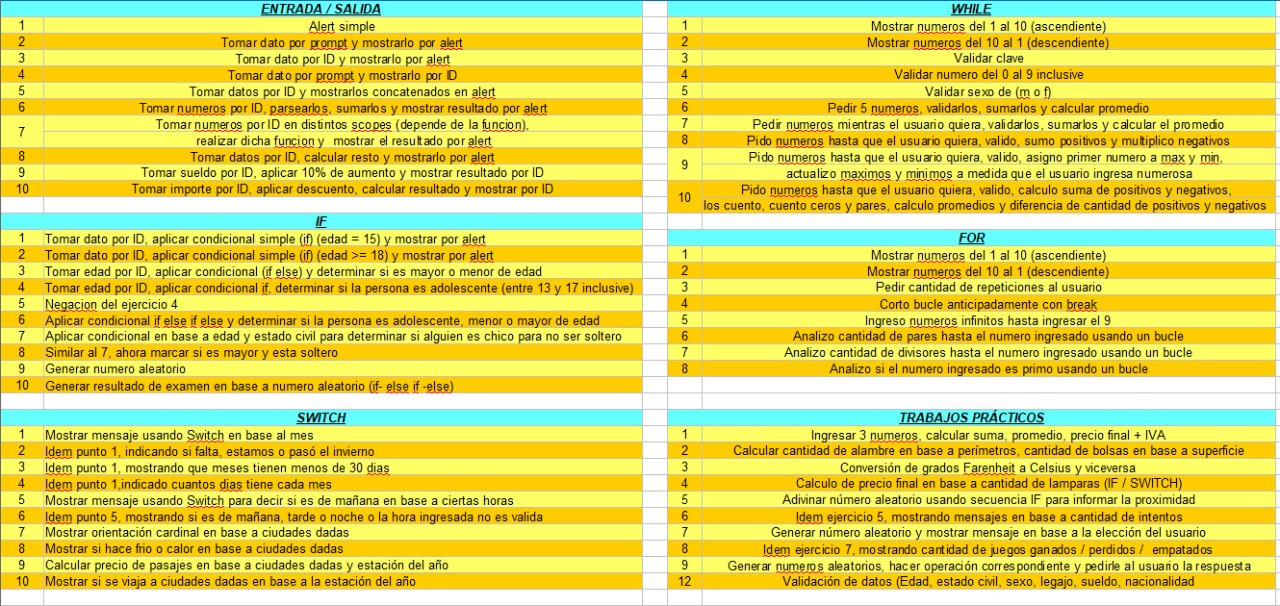 ENTRADA / SALIDA
1 Alert simple
2 Tomar dato por prompt y mostrarlo por alert
3 Tomar dato por ID y mostrarlo por alert
4 Tomar dato por prompt y mostrarlo por ID
5 Tomar datos por ID y mostrarlos concatenados en alert
6 Tomar numeros por ID, parsearlos, sumarlos y mostrar resultado por alert
7 Tomar numeros por ID en distintos scopes (depende de la funcion),
realizar dicha funcion y mostrar el resultado por alert
8 Tomar datos por ID, calcular resto y mostrarlo por alert
9 Tomar sueldo por ID, aplicar 10% de aumento y mostrar resultado por ID
10 Tomar importe por ID, aplicar descuento, calcular resultado y mostrar por ID
IF
1 Tomar dato por ID, aplicar condicional simple (if) (edad = 15) y mostrar por alert
2 Tomar dato por ID, aplicar condicional simple (if) (edad >= 18) y mostrar por alert
3 Tomar edad por ID, aplicar condicional (if else) y determinar si es mayor o menor de edad
4 Tomar edad por ID, aplicar condicional if, determinar si la persona es adolescente (entre 13 y 17 inclusive)
5 Negacion del ejercicio 4
6 Aplicar condicional if else if else y determinar si la persona es adolescente, menor o mayor de edad
7 Aplicar condicional en base a edad y estado civil para determinar si alguien es chico para no ser soltero
8 Similar al 7, ahora marcar si es mayor y esta soltero
9 Generar numero aleatorio
10 Generar resultado de examen en base a numero aleatorio (if- else if -else)
SWITCH
1 Mostrar mensaje usando Switch en base al mes
2 Idem punto 1, indicando si falta, estamos o pasó el invierno
3 Idem punto 1, mostrando que meses tienen menos de 30 dias
4 Idem punto 1,indicado cuantos dias tiene cada mes
5 Mostrar mensaje usando Switch para decir si es de mañana en base a ciertas horas
6 Idem punto 5, mostrando si es de mañana, tarde o noche o la hora ingresada no es valida
7 Mostrar orientación cardinal en base a ciudades dadas
8 Mostrar si hace frio o calor en base a ciudades dadas
9 Calcular precio de pasajes en base a ciudades dadas y estación del año
10 Mostrar si se viaja a ciudades dadas en base a la estación del año
WHILE
1 Mostrar numeros del 1 al 10 (ascendiente)
2 Mostrar numeros del 10 al 1 (descendiente)
3 Validar clave
4 Validar numero del 0 al 9 inclusive
5 Validar sexo de (m o f)
6 Pedir 5 numeros, validarlos, sumarlos y calcular promedio
7 Pedir numeros mientras el usuario quiera, validarlos, sumarlos y calcular el promedio
8 Pido numeros hasta que el usuario quiera, valido, sumo positivos y multiplico negativos
9 Pido numeros hasta que el usuario quiera, valido, asigno primer numero a max y min,
actualizo maximos y minimos a medida que el usuario ingresa numerosa
10 Pido numeros hasta que el usuario quiera, valido, calculo suma de positivos y negativos,
los cuento, cuento ceros y pares, calculo promedios y diferencia de cantidad de positivos y negativos
FOR
1 Mostrar numeros del 1 al 10 (ascendiente)
2 Mostrar numeros del 10 al 1 (descendiente)
3 Pedir cantidad de repeticiones al usuario
4 Corto bucle anticipadamente con break
5 Ingreso numeros infinitos hasta ingresar el 9
6 Analizo cantidad de pares hasta el numero ingresado usando un bucle
7 Analizo cantidad de divisores hasta el numero ingresado usando un bucle
8 Analizo si el numero ingresado es primo usando un bucle
TRABAJOS PRÁCTICOS
1 Ingresar 3 numeros, calcular suma, promedio, precio final + IVA
2 Calcular cantidad de alambre en base a perímetros, cantidad de bolsas en base a superficie
3 Conversión de grados Farenheit a Celsius y viceversa
4 Calculo de precio final en base a cantidad de lamparas (IF / SWITCH)
5 Adivinar número aleatorio usando secuencia IF para informar la proximidad
6 Idem ejercicio 5, mostrando mensajes en base a cantidad de intentos
7 Generar número aleatorio y mostrar mensaje en base a la elección del usuario
8 Idem ejercicio 7, mostrando cantidad de juegos ganados / perdidos / empatados
9 Generar numeros aleatorios, hacer operación correspondiente y pedirle al usuario la respuesta
12 Validación de datos (Edad, estado civil, sexo, legajo, sueldo, nacionalidad